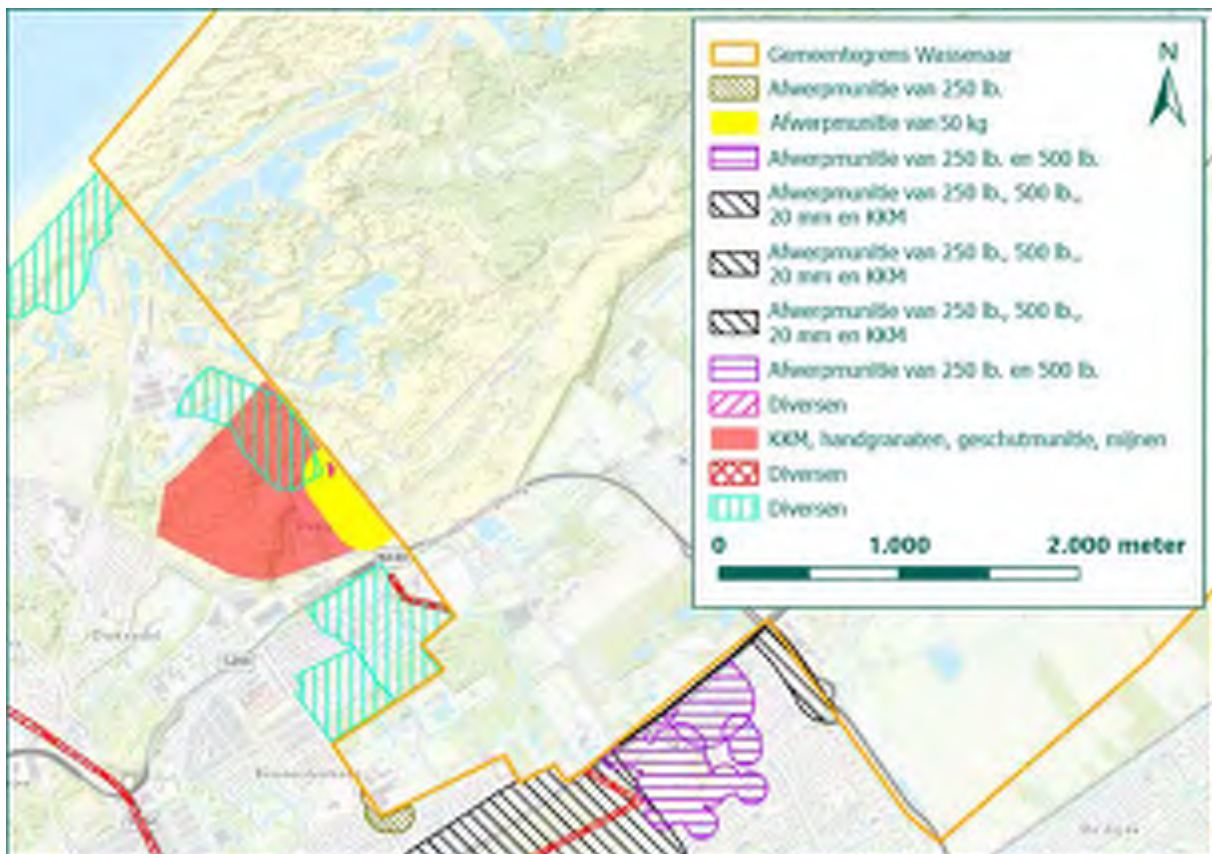 Gemeentegrens Wassenaar
N
Afwerpmunitie van 250 lb.
Afwerpmunitie van 50 kg
Afwerpmunitie van 250 lb. en 500 lb.
Afwerpmunitie van 250 lb., 500 lb.,
20 mm en KKM
Afwerpmunitie van 250 lb., 500 lb.,
20 mm en KKM
Afwerpmunitie van 250 lb., 500 lb.,
20 mm en KKM
Afwerpmunitie van 250 lb. en 500 lb.
Diversen
KKM, handgranaten, geschutmunitie, mijnen
Diversen
Diversen
0 1.000 2.000 meter